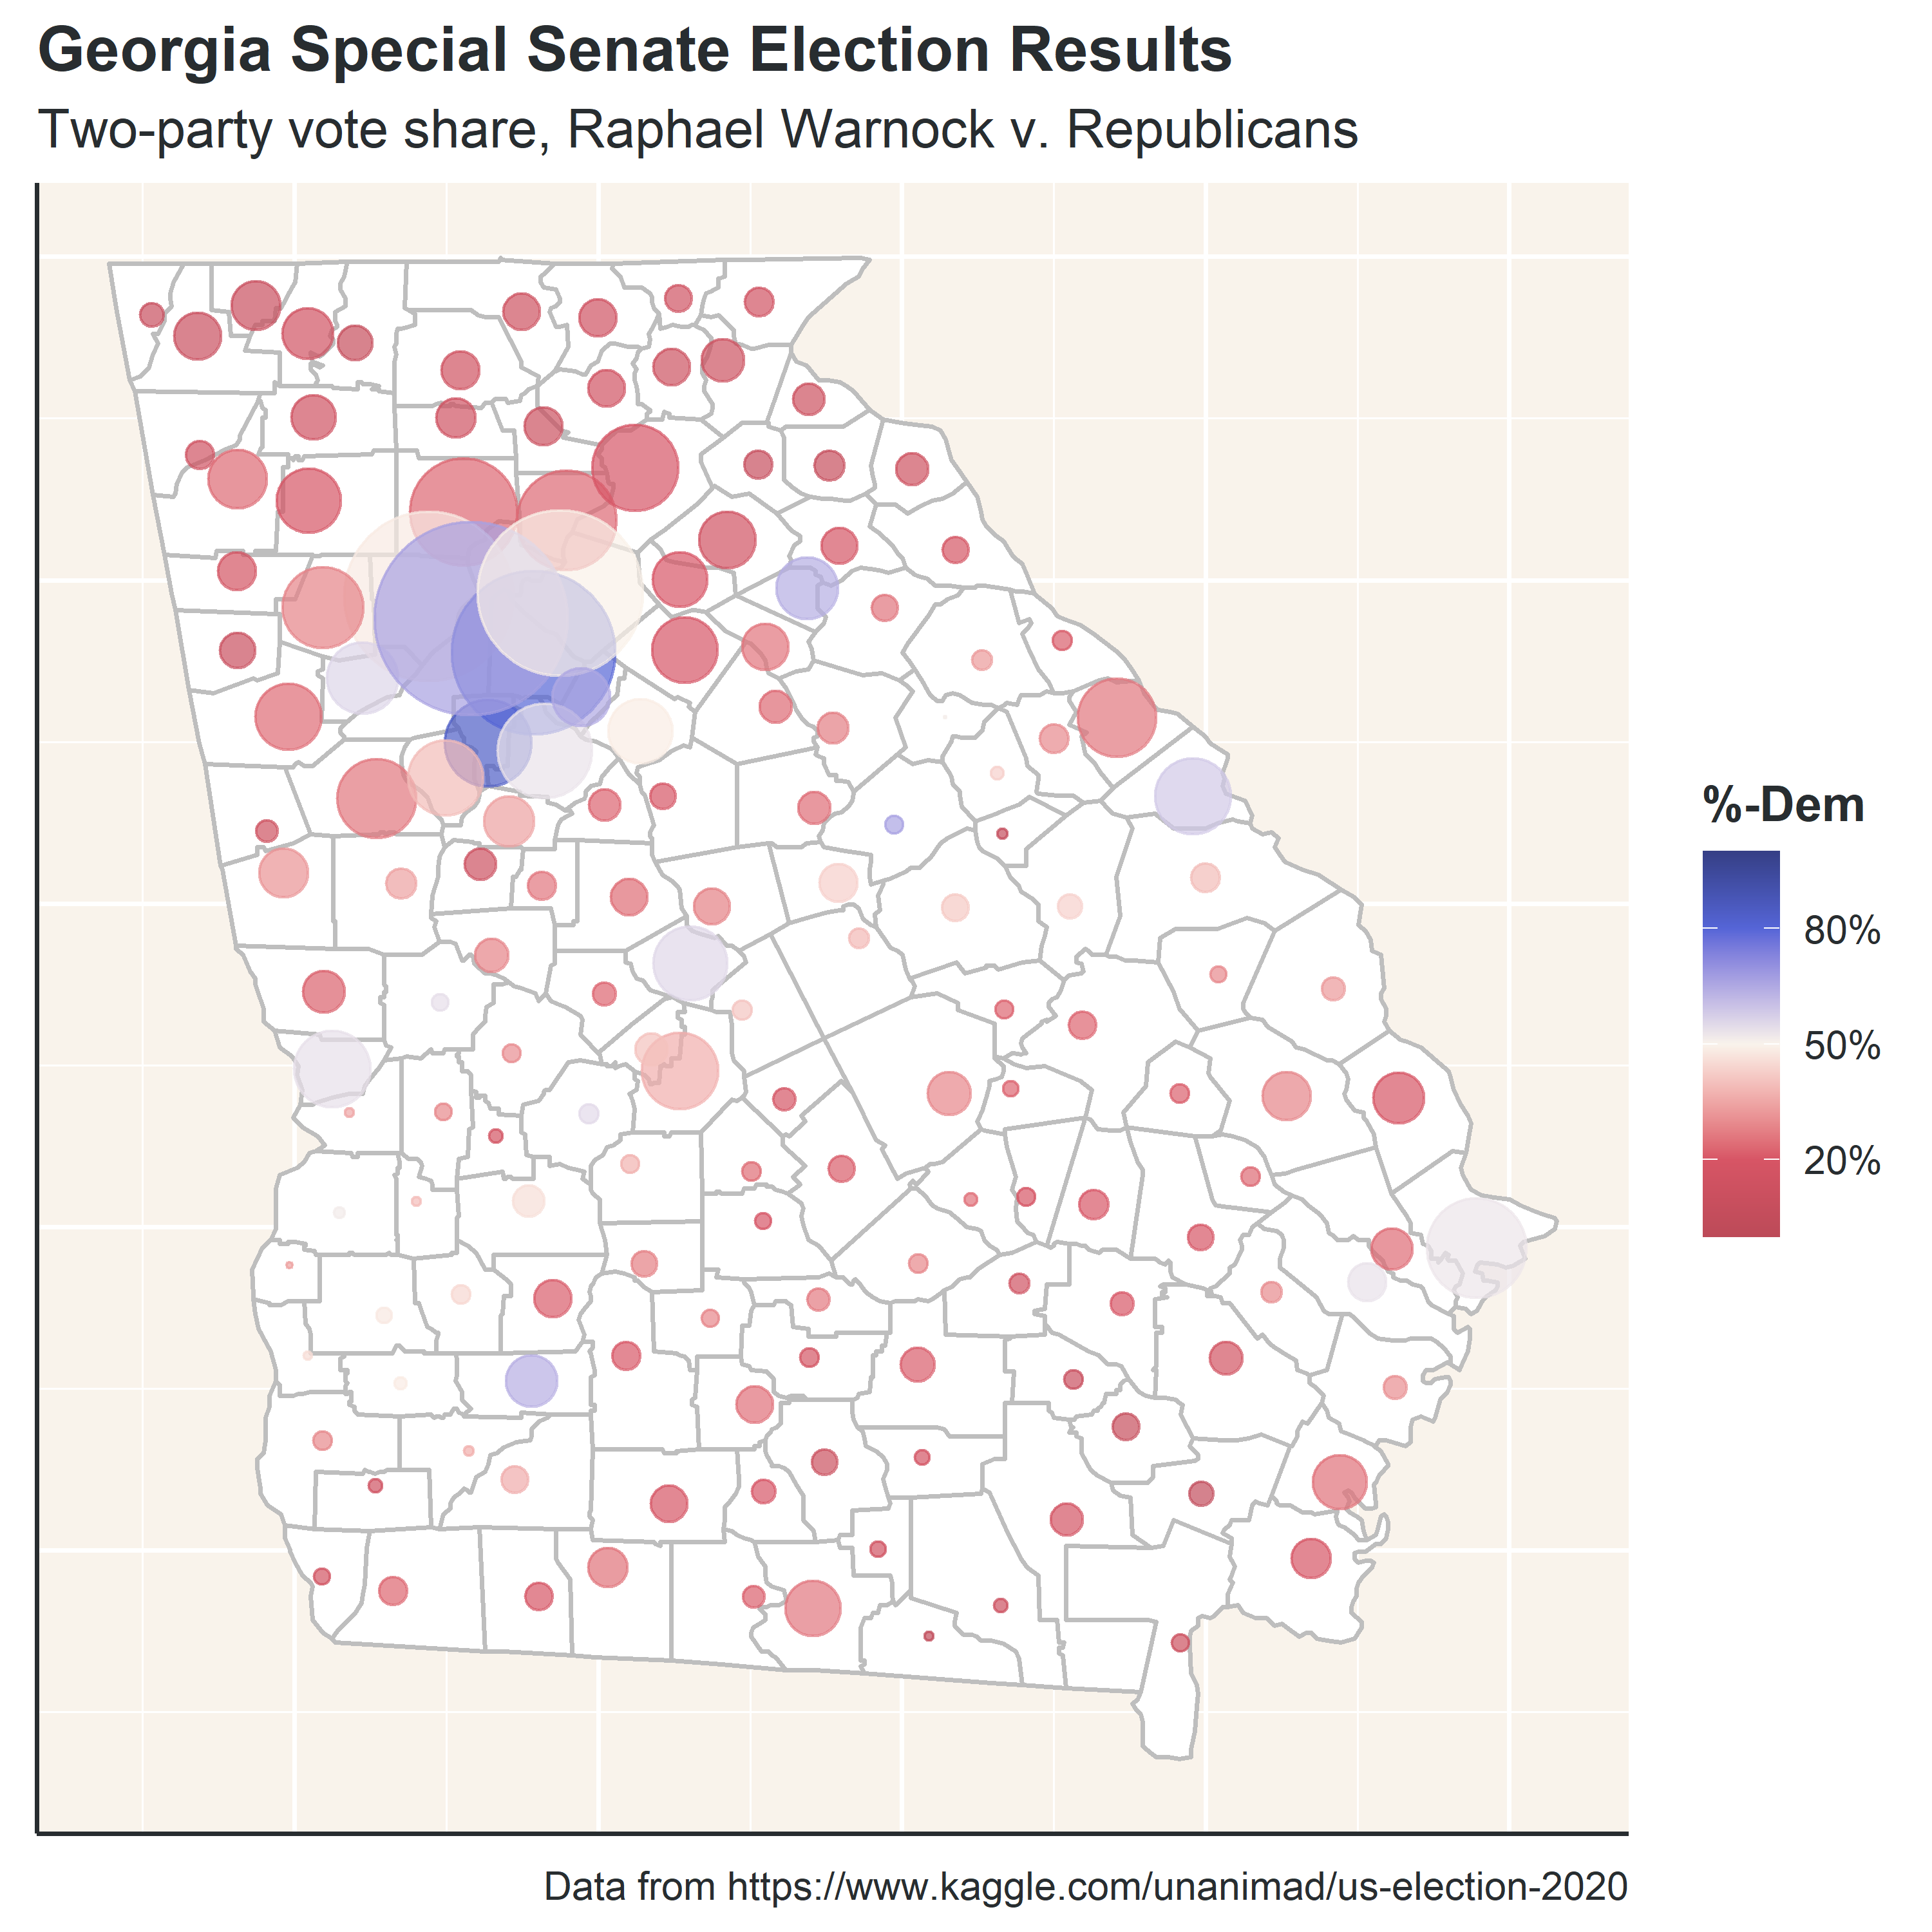 Georgia Special Senate Election Results
Two-party vote share, Raphael Warnock v. Republicans
%-Dem
80%
50%
20%
Data from https://www.kaggle.com/unanimad/us-election-2020